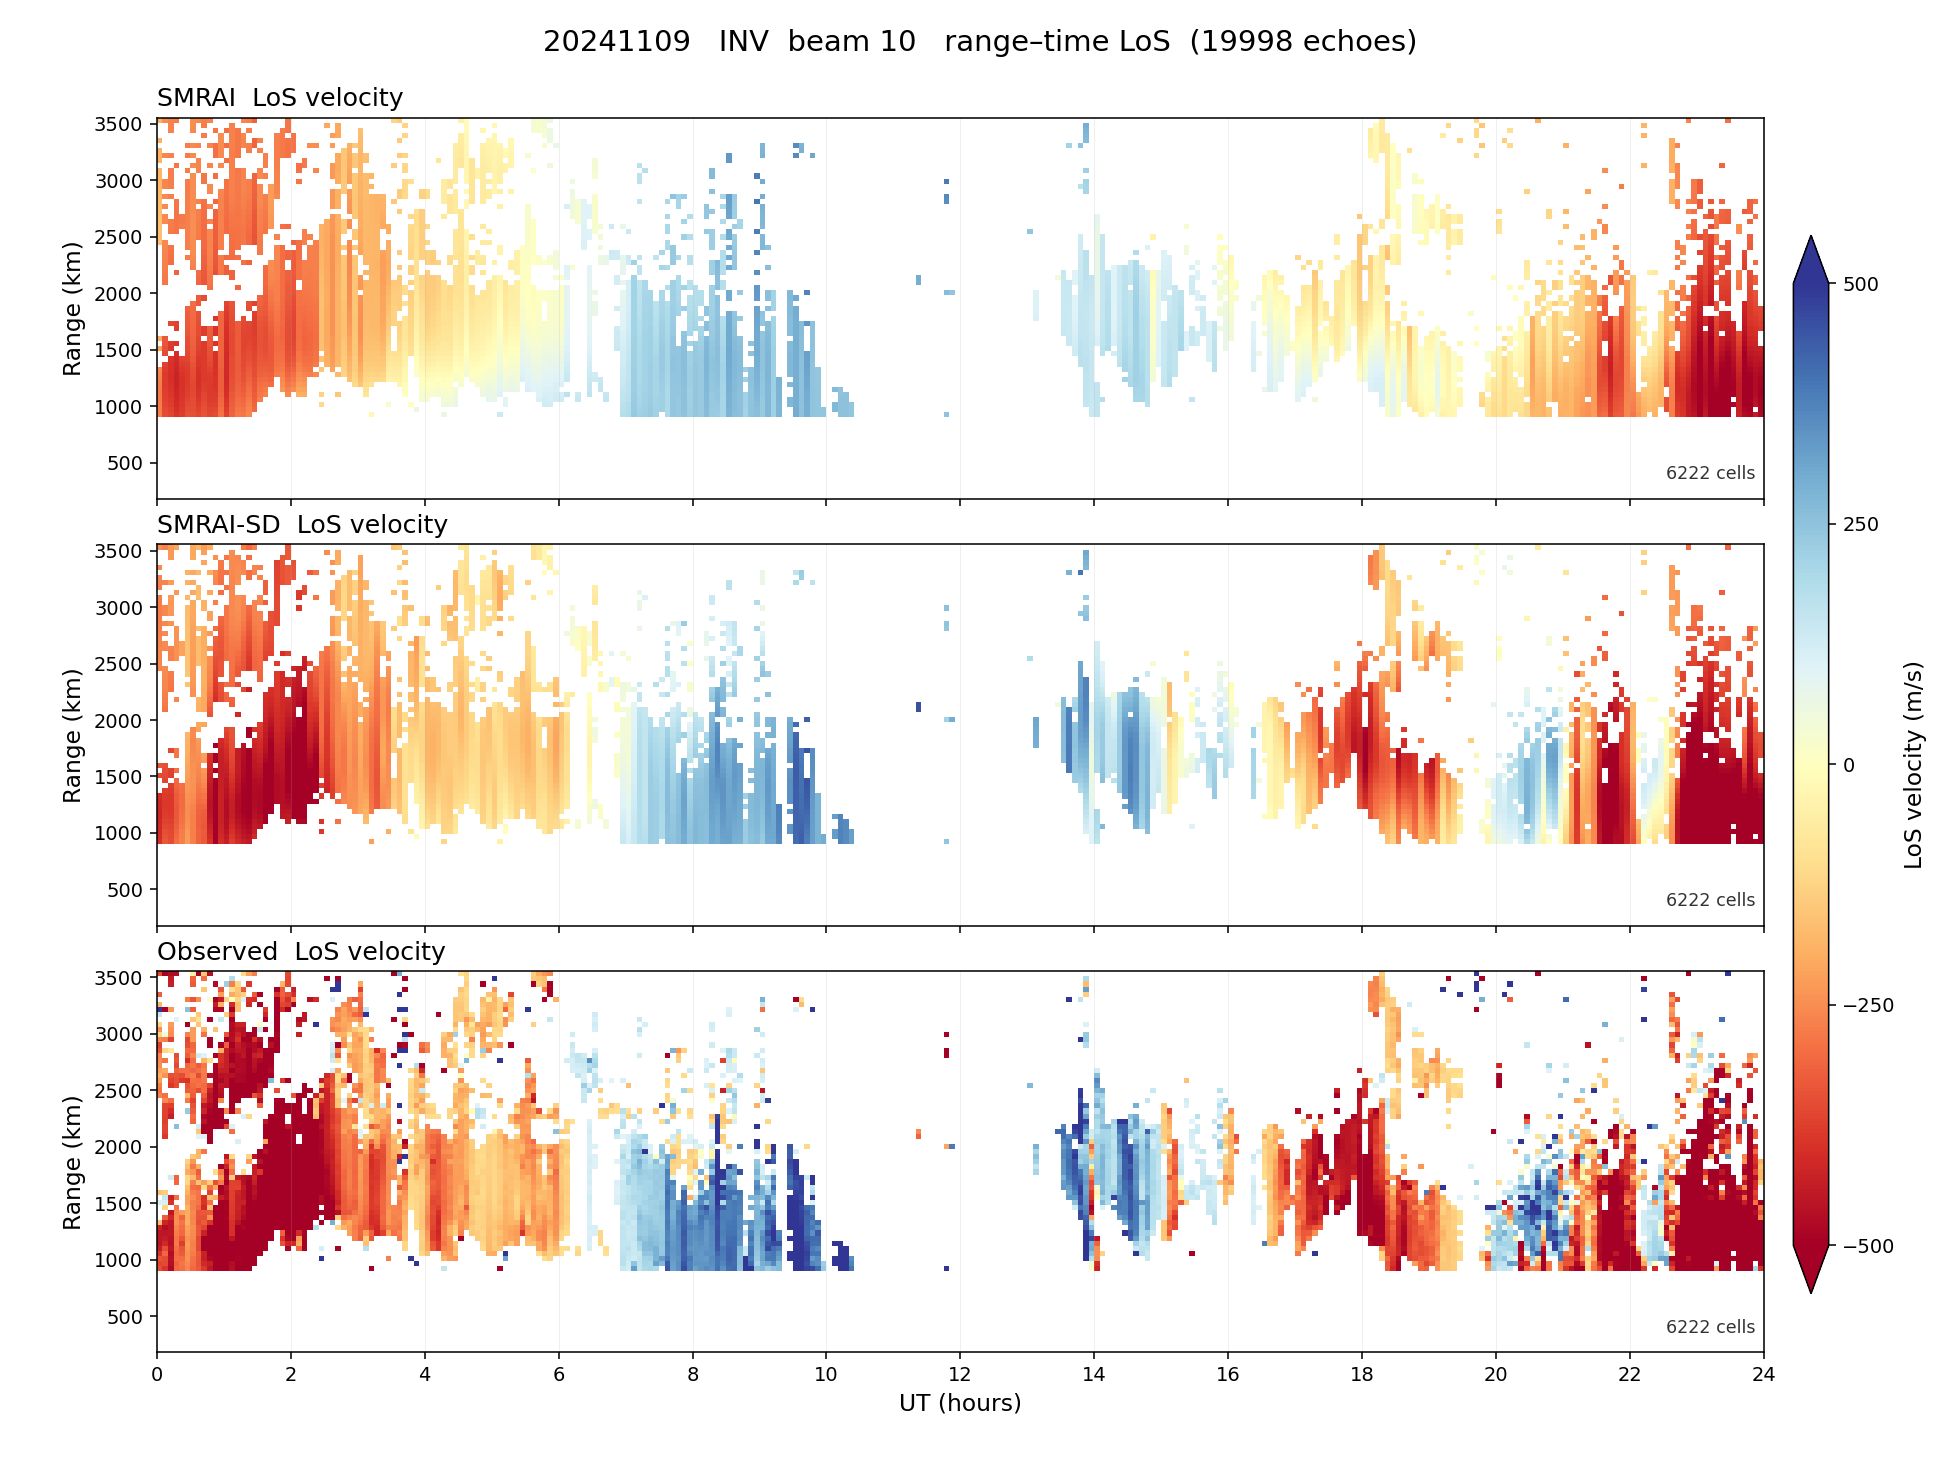 20241109   INV  beam 10   range–time LoS  (19998 echoes)
SMRAI  LoS velocity
3500
3000
2500
2000
1500
1000
500
Range (km)
6222 cells
SMRAI-SD  LoS velocity
3500
3000
2500
2000
1500
1000
500
Range (km)
6222 cells
Observed  LoS velocity
3500
3000
2500
2000
1500
1000
500
Range (km)
6222 cells
0 2 4 6 8 10 12 14 16 18 20 22 24
UT (hours)
500
250
0
−250
−500
LoS velocity (m/s)